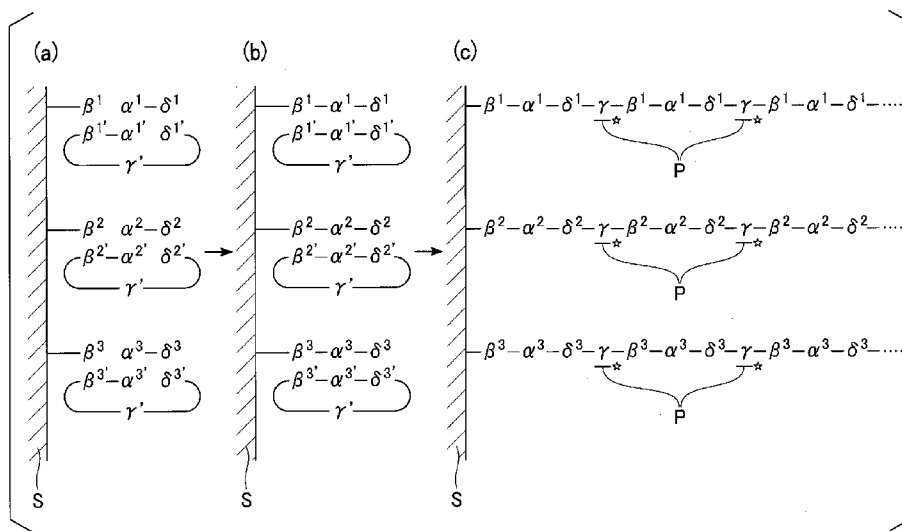 (a) (b) (c)
β¹ α¹–δ¹
β¹'–α¹' δ¹'
γ'
β² α²–δ²
β²'–α²' δ²'
γ'
β³ α³–δ³
β³'–α³' δ³'
γ'
S
β¹–α¹–δ¹
β¹'–α¹'–δ¹'
γ'
β²–α²–δ²
β²'–α²'–δ²'
γ'
β³–α³–δ³
β³'–α³'–δ³'
γ'
S
β¹–α¹–δ¹–γ–β¹–α¹–δ¹–γ–β¹–α¹–δ¹–····
☆ ☆
P
β²–α²–δ²–γ–β²–α²–δ²–γ–β²–α²–δ²–····
☆ ☆
P
β³–α³–δ³–γ–β³–α³–δ³–γ–β³–α³–δ³–····
☆ ☆
P
S